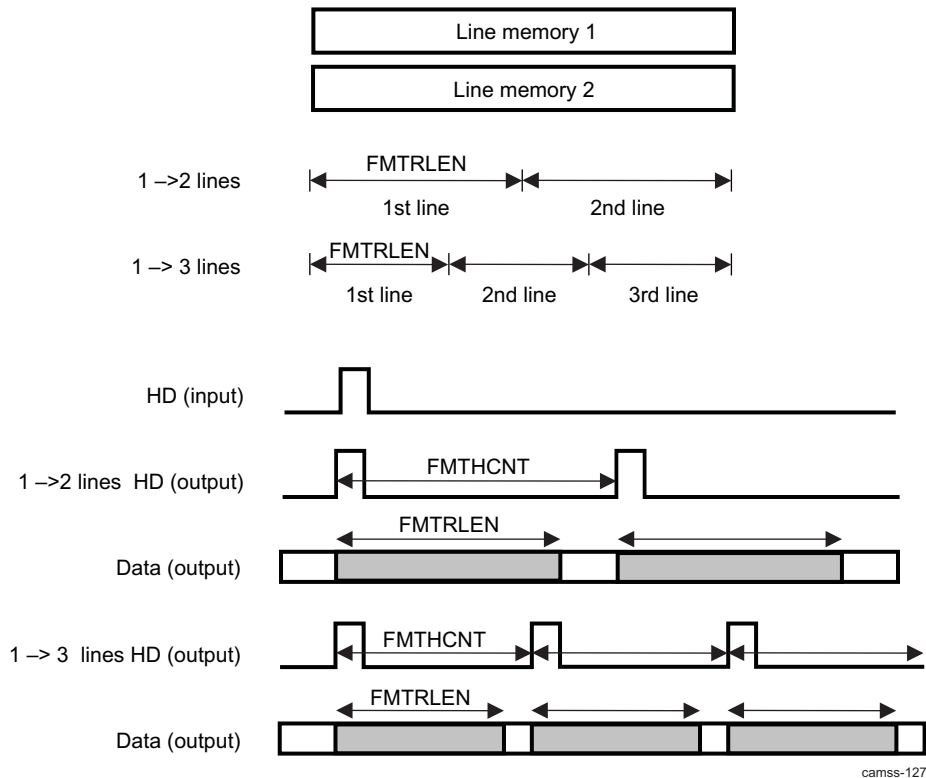 Line memory 1
Line memory 2
1 –>2 lines
FMTRLEN
1st line
2nd line
1 –> 3 lines
FMTRLEN
1st line
2nd line
3rd line
HD (input)
1 –>2 lines HD (output)
FMTHCNT
FMTRLEN
Data (output)
1 –> 3 lines HD (output)
FMTHCNT
FMTRLEN
Data (output)
camss-127